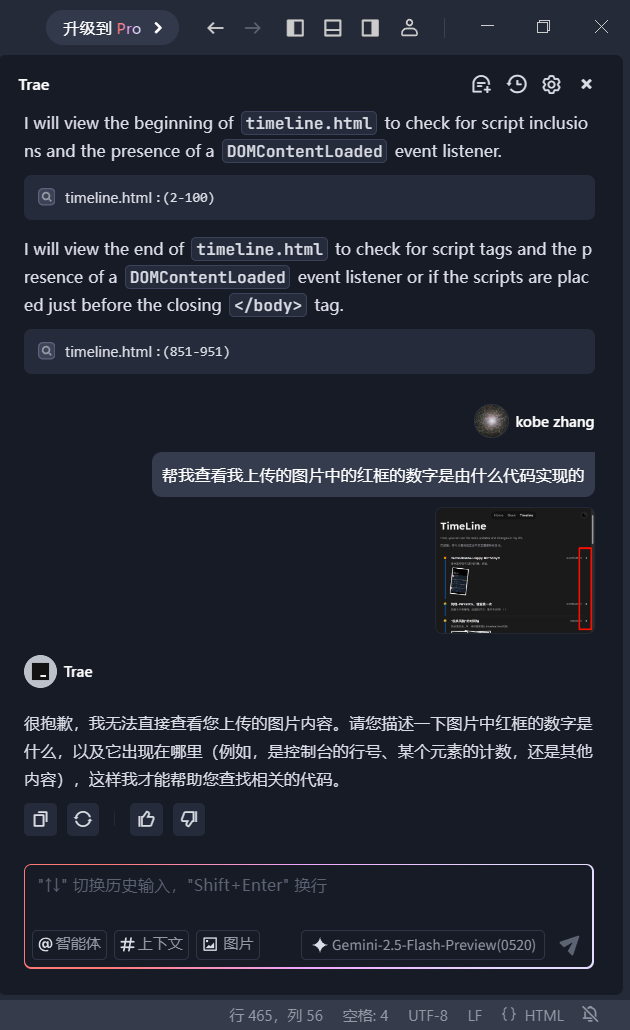 升级到 Pro
Trae
I will view the beginning of timeline.html to check for script inclusio
ns and the presence of a DOMContentLoaded event listener.
timeline.html : (2-100)
I will view the end of timeline.html to check for script tags and the p
resence of a DOMContentLoaded event listener or if the scripts are plac
ed just before the closing </body> tag.
timeline.html : (851-951)
kobe zhang
帮我查看我上传的图片中的红框的数字是由什么代码实现的
TimeLine
Trae
很抱歉，我无法直接查看您上传的图片内容。请您描述一下图片中红框的数字是
什么，以及它出现在哪里（例如，是控制台的行号、某个元素的计数，还是其他
内容），这样我才能帮助您查找相关的代码。
"↑↓" 切换历史输入，"Shift+Enter" 换行
@智能体 # 上下文 图片 Gemini-2.5-Flash-Preview(0520)
行 465，列 56 空格: 4 UTF-8 LF {} HTML